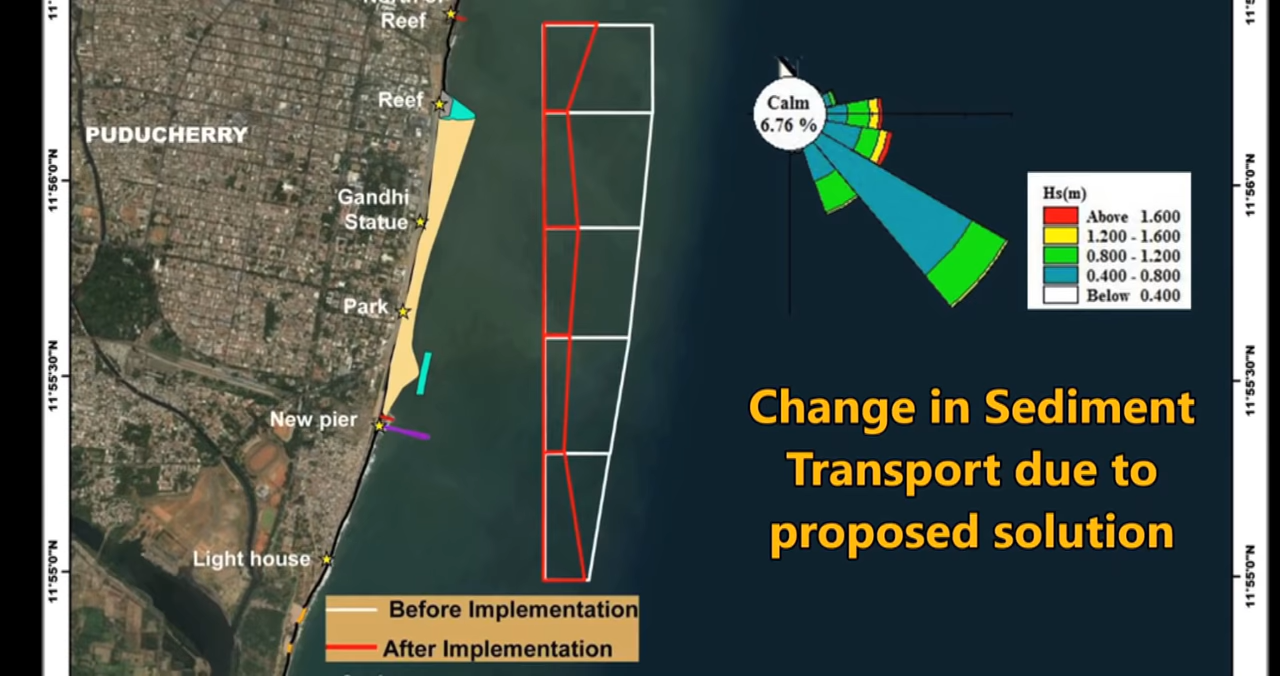 Reef
Reef
PUDUCHERRY
Gandhi
Statue
Park
New pier
Light house
11°56'0"N
11°55'30"N
11°55'0"N
Before Implementation
After Implementation
Calm
6.76 %
Hs(m)
Above 1.600
1.200 - 1.600
0.800 - 1.200
0.400 - 0.800
Below 0.400
Change in Sediment
Transport due to
proposed solution
11°56'0"N
11°55'30"N
11°55'0"N